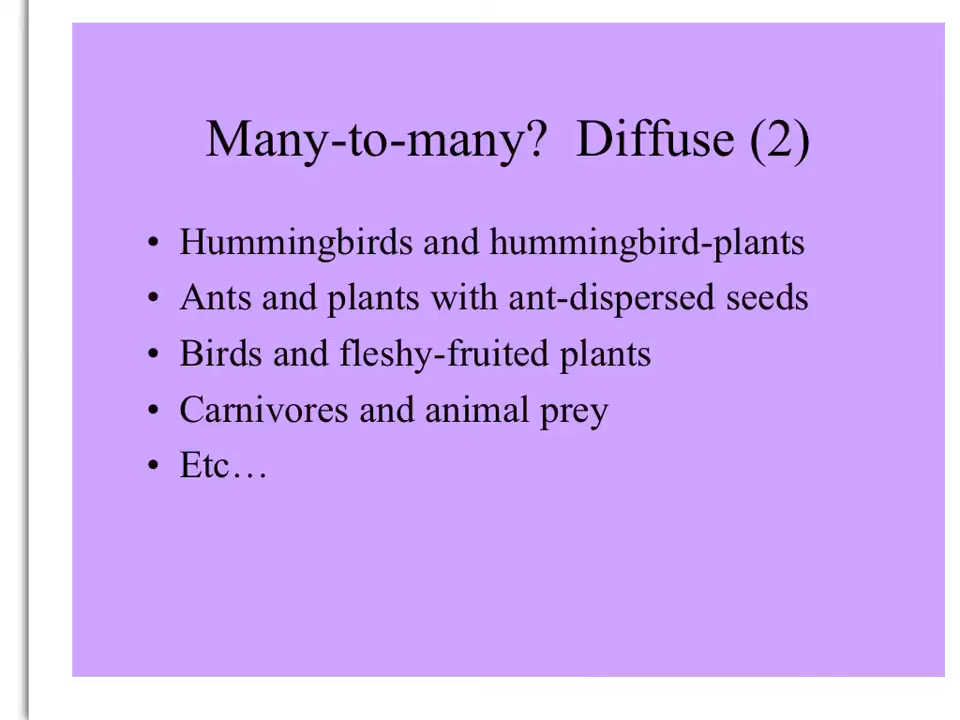 Many-to-many?  Diffuse (2)
• Hummingbirds and hummingbird-plants
• Ants and plants with ant-dispersed seeds
• Birds and fleshy-fruited plants
• Carnivores and animal prey
• Etc…